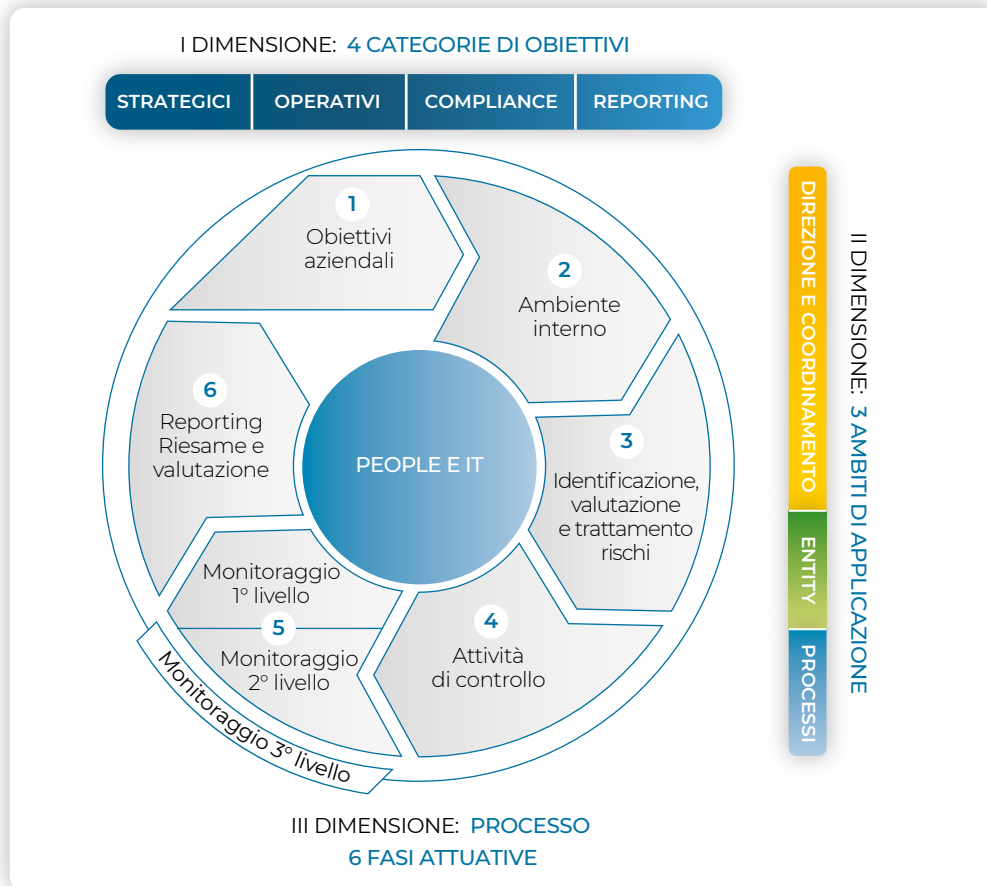 I DIMENSIONE: 4 CATEGORIE DI OBIETTIVI
STRATEGICI
OPERATIVI
COMPLIANCE
REPORTING
1
Obiettivi
aziendali
2
Ambiente
interno
3
Identificazione,
valutazione
e trattamento
rischi
4
Attività
di controllo
Monitoraggio
1° livello
5
Monitoraggio
2° livello
Monitoraggio 3° livello
6
Reporting
Riesame e
valutazione
PEOPLE E IT
DIREZIONE E COORDINAMENTO
ENTITY
PROCESSI
II DIMENSIONE: 3 AMBITI DI APPLICAZIONE
III DIMENSIONE: PROCESSO
6 FASI ATTUATIVE